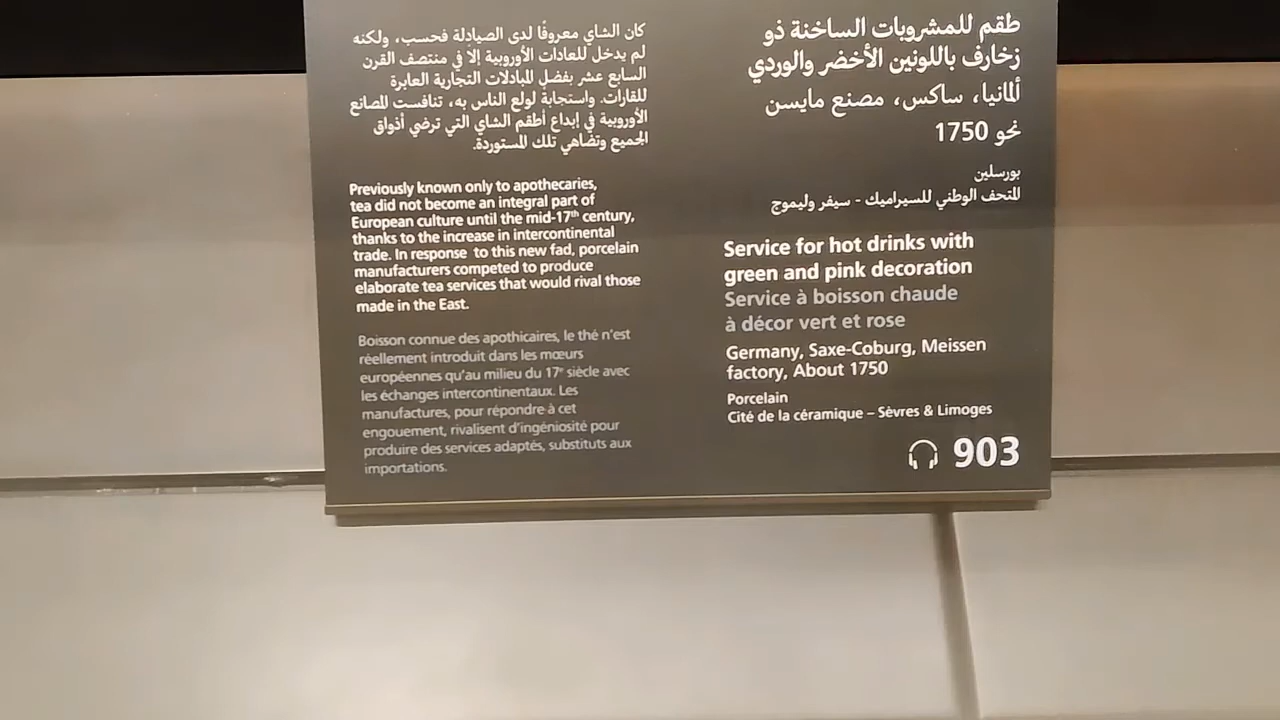 طقم للمشروبات الساخنة ذو
زخارف باللونين الأخضر والوردي
ألمانيا، ساكس، مصنع مايسن
نحو 1750
بورسلين
المتحف الوطني للسيراميك - سيفر وليموج
Service for hot drinks with
green and pink decoration
Service à boisson chaude
à décor vert et rose
Germany, Saxe-Coburg, Meissen
factory, About 1750
Porcelain
Cité de la céramique – Sèvres & Limoges
903
كان الشاي معروفًا لدى الصيادلة فحسب، ولكنه
لم يدخل للعادات الأوروبية إلا في منتصف القرن
السابع عشر بفضل المبادلات التجارية العابرة
للقارات. واستجابة لولع الناس به، تنافست المصانع
الأوروبية في إبداع أطقم الشاي التي ترضي أذواق
الجميع وتضاهي تلك المستوردة.
Previously known only to apothecaries,
tea did not become an integral part of
European culture until the mid-17th century,
thanks to the increase in intercontinental
trade. In response to this new fad, porcelain
manufacturers competed to produce
elaborate tea services that would rival those
made in the East.
Boisson connue des apothicaires, le thé n'est
réellement introduit dans les mœurs
européennes qu'au milieu du 17e siècle avec
les échanges intercontinentaux. Les
manufactures, pour répondre à cet
engouement, rivalisent d'ingéniosité pour
produire des services adaptés, substituts aux
importations.